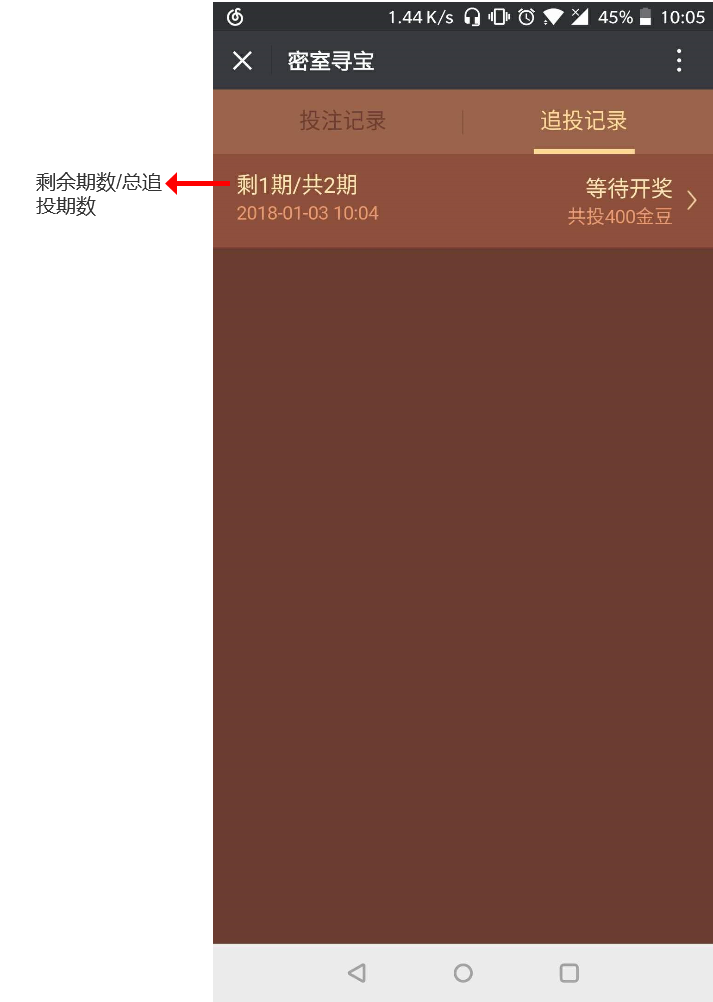 1.44 K/s 45% 10:05
密室寻宝
投注记录 追投记录
剩余期数/总追
投期数
剩1期/共2期 等待开奖
2018-01-03 10:04 共投400金豆